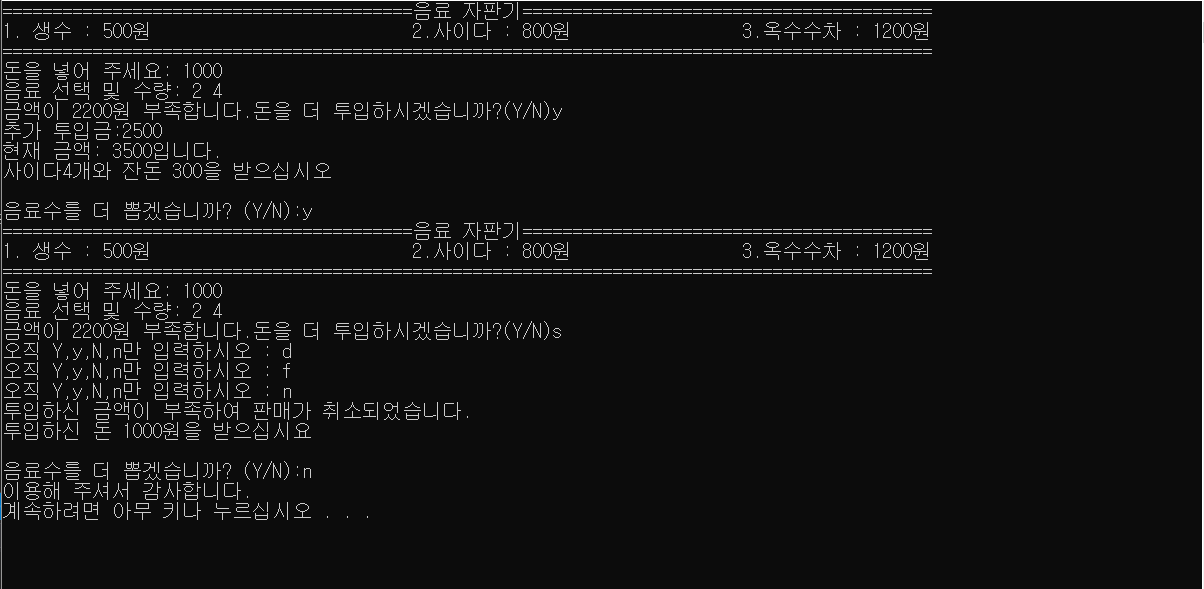 =========================================음료 자판기=========================================
1. 생수 : 500원                          2.사이다 : 800원                 3.옥수수차 : 1200원
=============================================================================================
돈을 넣어 주세요: 1000
음료 선택 및 수량: 2 4
금액이 2200원 부족합니다.돈을 더 투입하시겠습니까?(Y/N)y
추가 투입금:2500
현재 금액: 3500입니다.
사이다4개와 잔돈 300을 받으십시오
음료수를 더 뽑겠습니까? (Y/N):y
=========================================음료 자판기=========================================
1. 생수 : 500원                          2.사이다 : 800원                 3.옥수수차 : 1200원
=============================================================================================
돈을 넣어 주세요: 1000
음료 선택 및 수량: 2 4
금액이 2200원 부족합니다.돈을 더 투입하시겠습니까?(Y/N)s
오직 Y,y,N,n만 입력하시오 : d
오직 Y,y,N,n만 입력하시오 : f
오직 Y,y,N,n만 입력하시오 : n
투입하신 금액이 부족하여 판매가 취소되었습니다.
투입하신 돈 1000원을 받으십시요
음료수를 더 뽑겠습니까? (Y/N):n
이용해 주셔서 감사합니다.
계속하려면 아무 키나 누르십시오 . . .